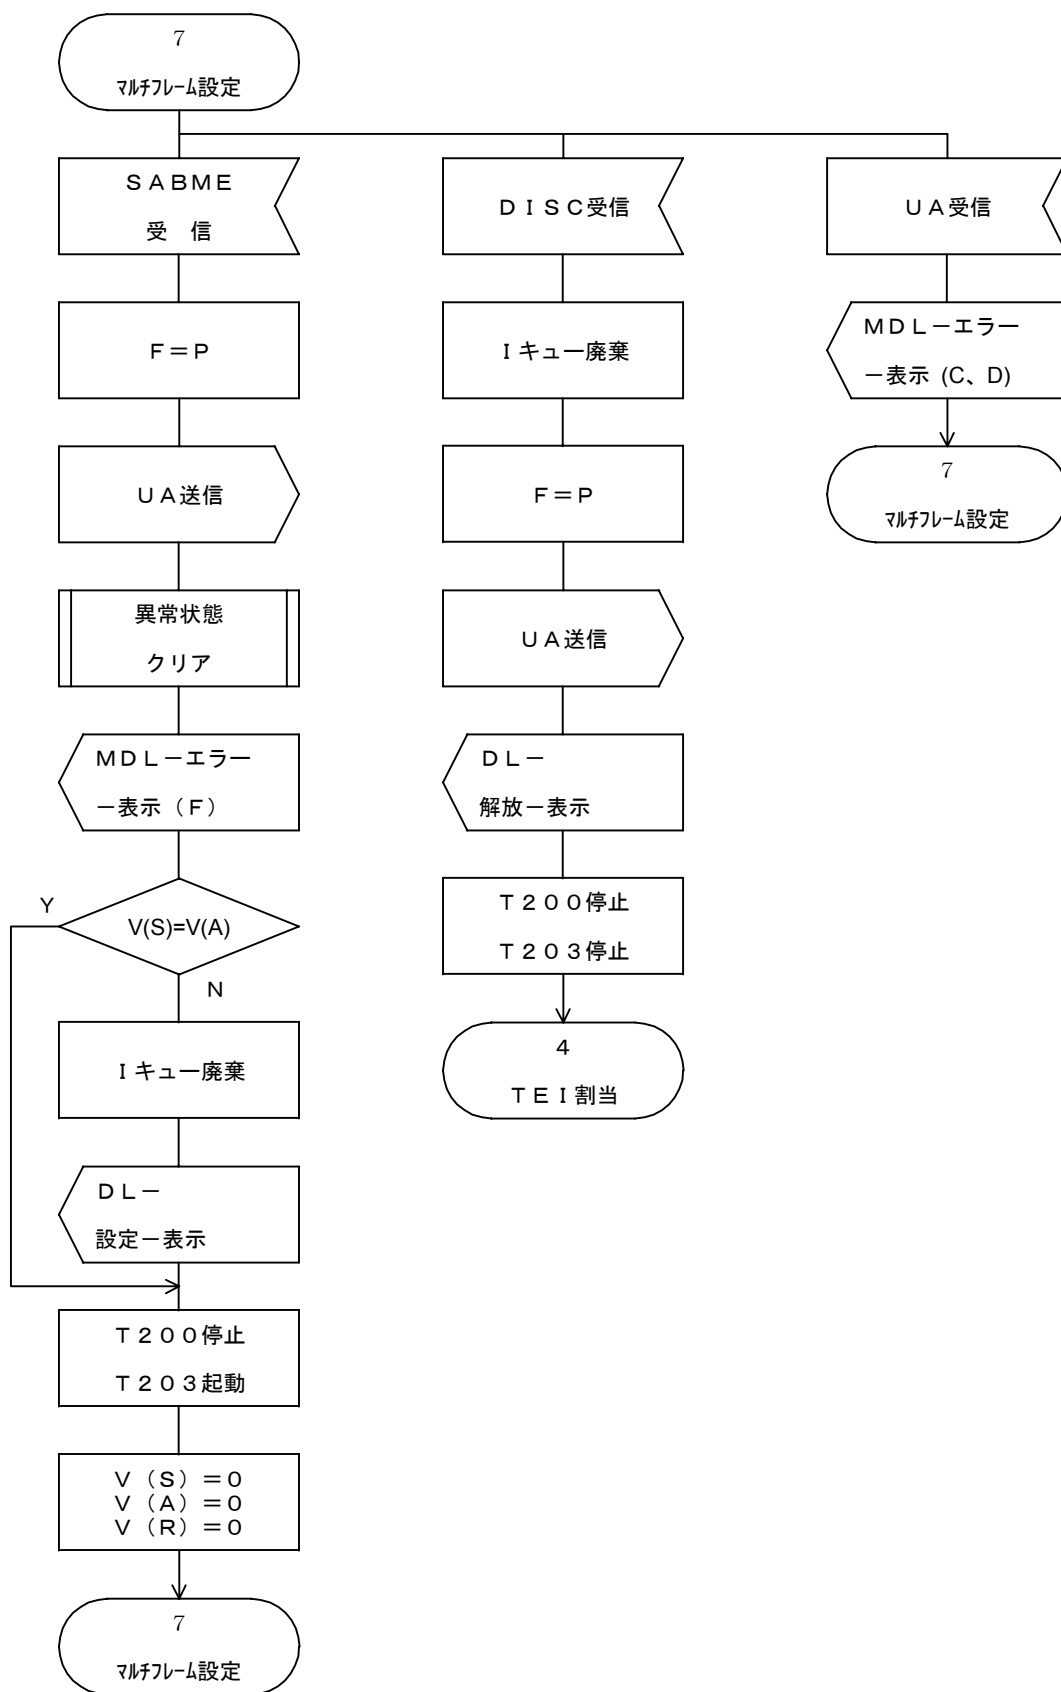 7
ﾏﾙﾁﾌﾚｰﾑ設定
ＳＡＢＭＥ
受　信
Ｆ＝Ｐ
ＵＡ送信
異常状態
クリア
ＭＤＬ－エラー
－表示（Ｆ）
Y
V(S)=V(A)
N
Ｉキュー廃棄
ＤＬ－
設定－表示
Ｔ２００停止
Ｔ２０３起動
Ｖ（Ｓ）＝０
Ｖ（Ａ）＝０
Ｖ（Ｒ）＝０
7
ﾏﾙﾁﾌﾚｰﾑ設定
ＤＩＳＣ受信
Ｉキュー廃棄
Ｆ＝Ｐ
ＵＡ送信
ＤＬ－
解放－表示
Ｔ２００停止
Ｔ２０３停止
4
ＴＥＩ割当
ＵＡ受信
ＭＤＬ－エラー
－表示 (C、D)
7
ﾏﾙﾁﾌﾚｰﾑ設定